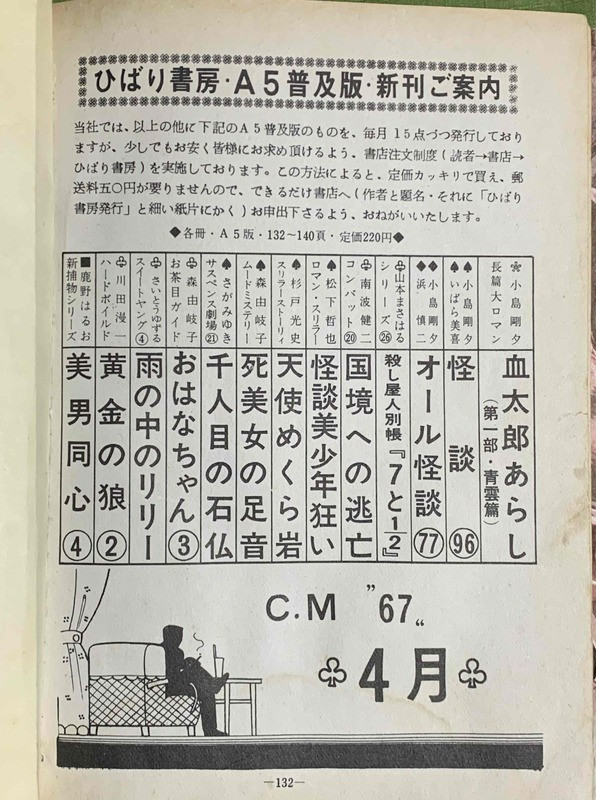 ひばり書房・A5普及版・新刊ご案内
当社では、以上の他に下記のA5普及版のものを、毎月15点づつ発行しており
ますが、少しでもお安く皆様にお求め頂けるよう、書店注文制度(読者→書店→
ひばり書房)を実施しております。この方法によると、定価カッキリで買え、郵
送料五〇円が要りませんので、できるだけ書店へ(作者と題名・それに「ひばり
書房発行」と細い紙片にかく)お申出下さるよう、おねがいいたします。
◆各冊・A5版・132〜140頁・定価220円◆
小島剛夕
長篇大ロマン
血太郎あらし
(第一部・青雲篇)
♠小島剛夕
♠いばら美喜
怪談
96
◆小島剛夕
◆浜慎二
オール怪談
77
♧山本まさはる
シリーズ㉖
殺し屋人別帳『7と1/2』
♧南波健二
コンバット⑳
国境への逃亡
♠松下哲也
ロマン・スリラー
怪談美少年狂い
♠杉戸光史
スリラーストーリィ
天使めくら岩
♠森由岐子
ムードミステリー
死美女の足音
♠さがみゆき
サスペンス劇場㉑
千人目の石仏
♧森由岐子
お茶目ガイド
おはなちゃん③
♧さいとうゆずる
スイートヤング④
雨の中のリリー
♧川田漫一
ハードボイルド
黄金の狼②
■鹿野はるお
新捕物シリーズ
美男同心④
C.M〝67〟
♧4月♧
—132—